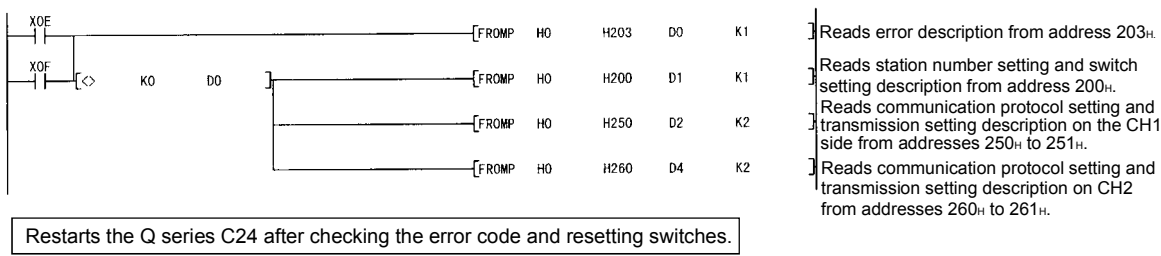 X0E
[FROMP H0 H203 D0 K1 ]
Reads error description from address 203H.
X0F
[<> K0 D0 ]
[FROMP H0 H200 D1 K1 ]
Reads station number setting and switch
setting description from address 200H.
[FROMP H0 H250 D2 K2 ]
Reads communication protocol setting and
transmission setting description on the CH1
side from addresses 250H to 251H.
[FROMP H0 H260 D4 K2 ]
Reads communication protocol setting and
transmission setting description on CH2
from addresses 260H to 261H.
Restarts the Q series C24 after checking the error code and resetting switches.